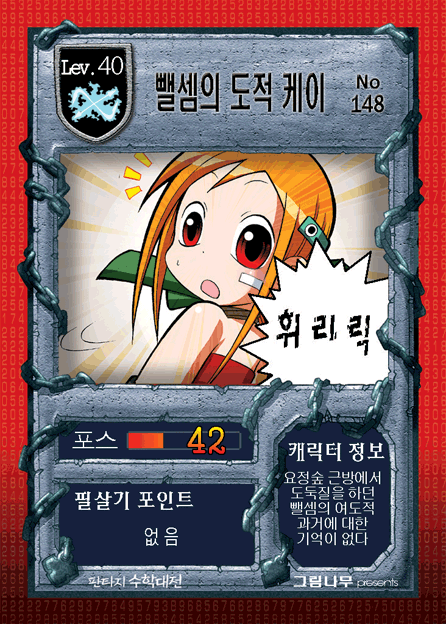 Lev. 40
뺄셈의 도적 케이
No
148
휘리릭
포스 42
필살기 포인트
없음
캐릭터 정보
요정숲 근방에서
도둑질을 하던
뺄셈의 여도적
과거에 대한
기억이 없다
판타지 수학대전
그림나무 presents